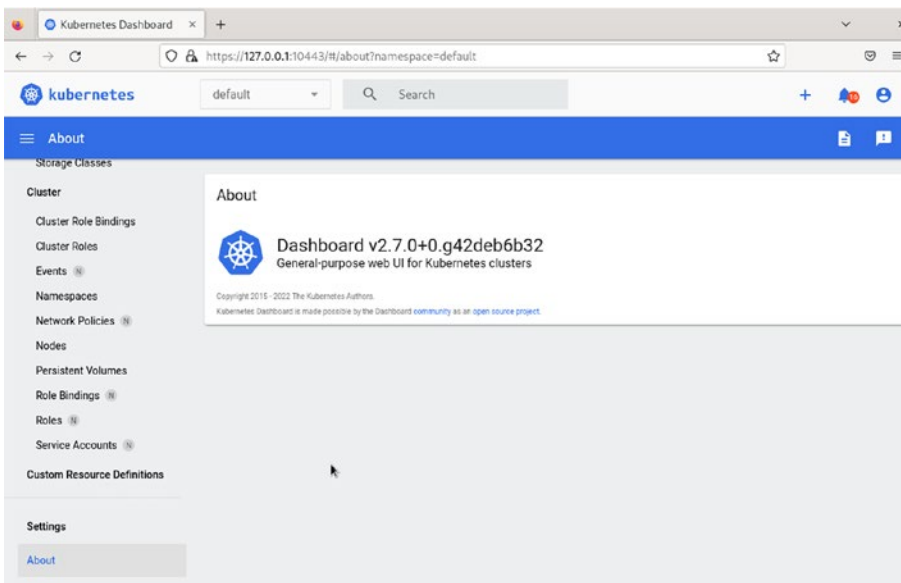 Kubernetes Dashboard
https://127.0.0.1:10443/#/about?namespace=default
kubernetes
default
Search
About
Storage Classes
Cluster
Cluster Role Bindings
Cluster Roles
Events N
Namespaces
Network Policies N
Nodes
Persistent Volumes
Role Bindings N
Roles N
Service Accounts N
Custom Resource Definitions
Settings
About
About
Dashboard v2.7.0+0.g42deb6b32
General-purpose web UI for Kubernetes clusters
Copyright 2015 - 2022 The Kubernetes Authors.
Kubernetes Dashboard is made possible by the Dashboard community as an open source project.